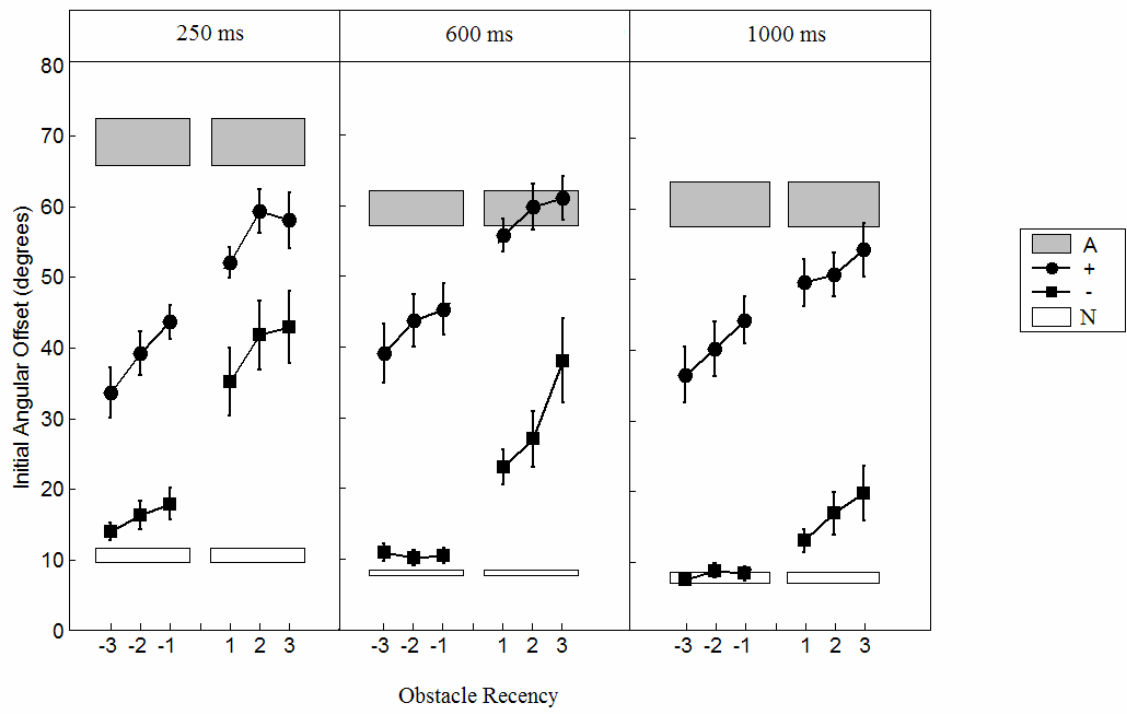 250 ms 600 ms 1000 ms
80
70
60
50
40
30
20
10
0
Initial Angular Offset (degrees)
-3 -2 -1 1 2 3 -3 -2 -1 1 2 3 -3 -2 -1 1 2 3
Obstacle Recency
A
+
-
N